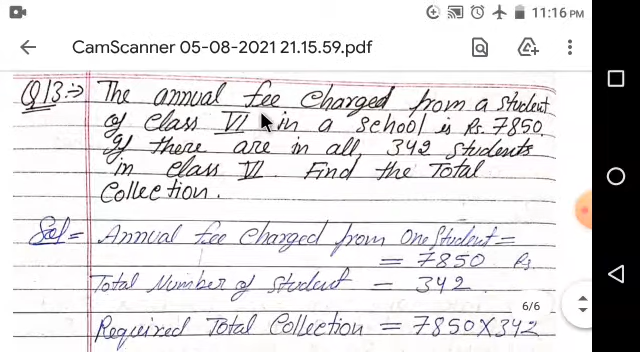 11:16 PM
CamScanner 05-08-2021 21.15.59.pdf
Q13:→ The annual fee charged from a student
of class VI in a school is Rs. 7850.
If there are in all, 342 students
in class VI. Find the Total
Collection.
Sol = Annual fee charged from One Student =
= 7850 Rs
Total Number of Student = 342
6/6
Required Total Collection = 7850X342